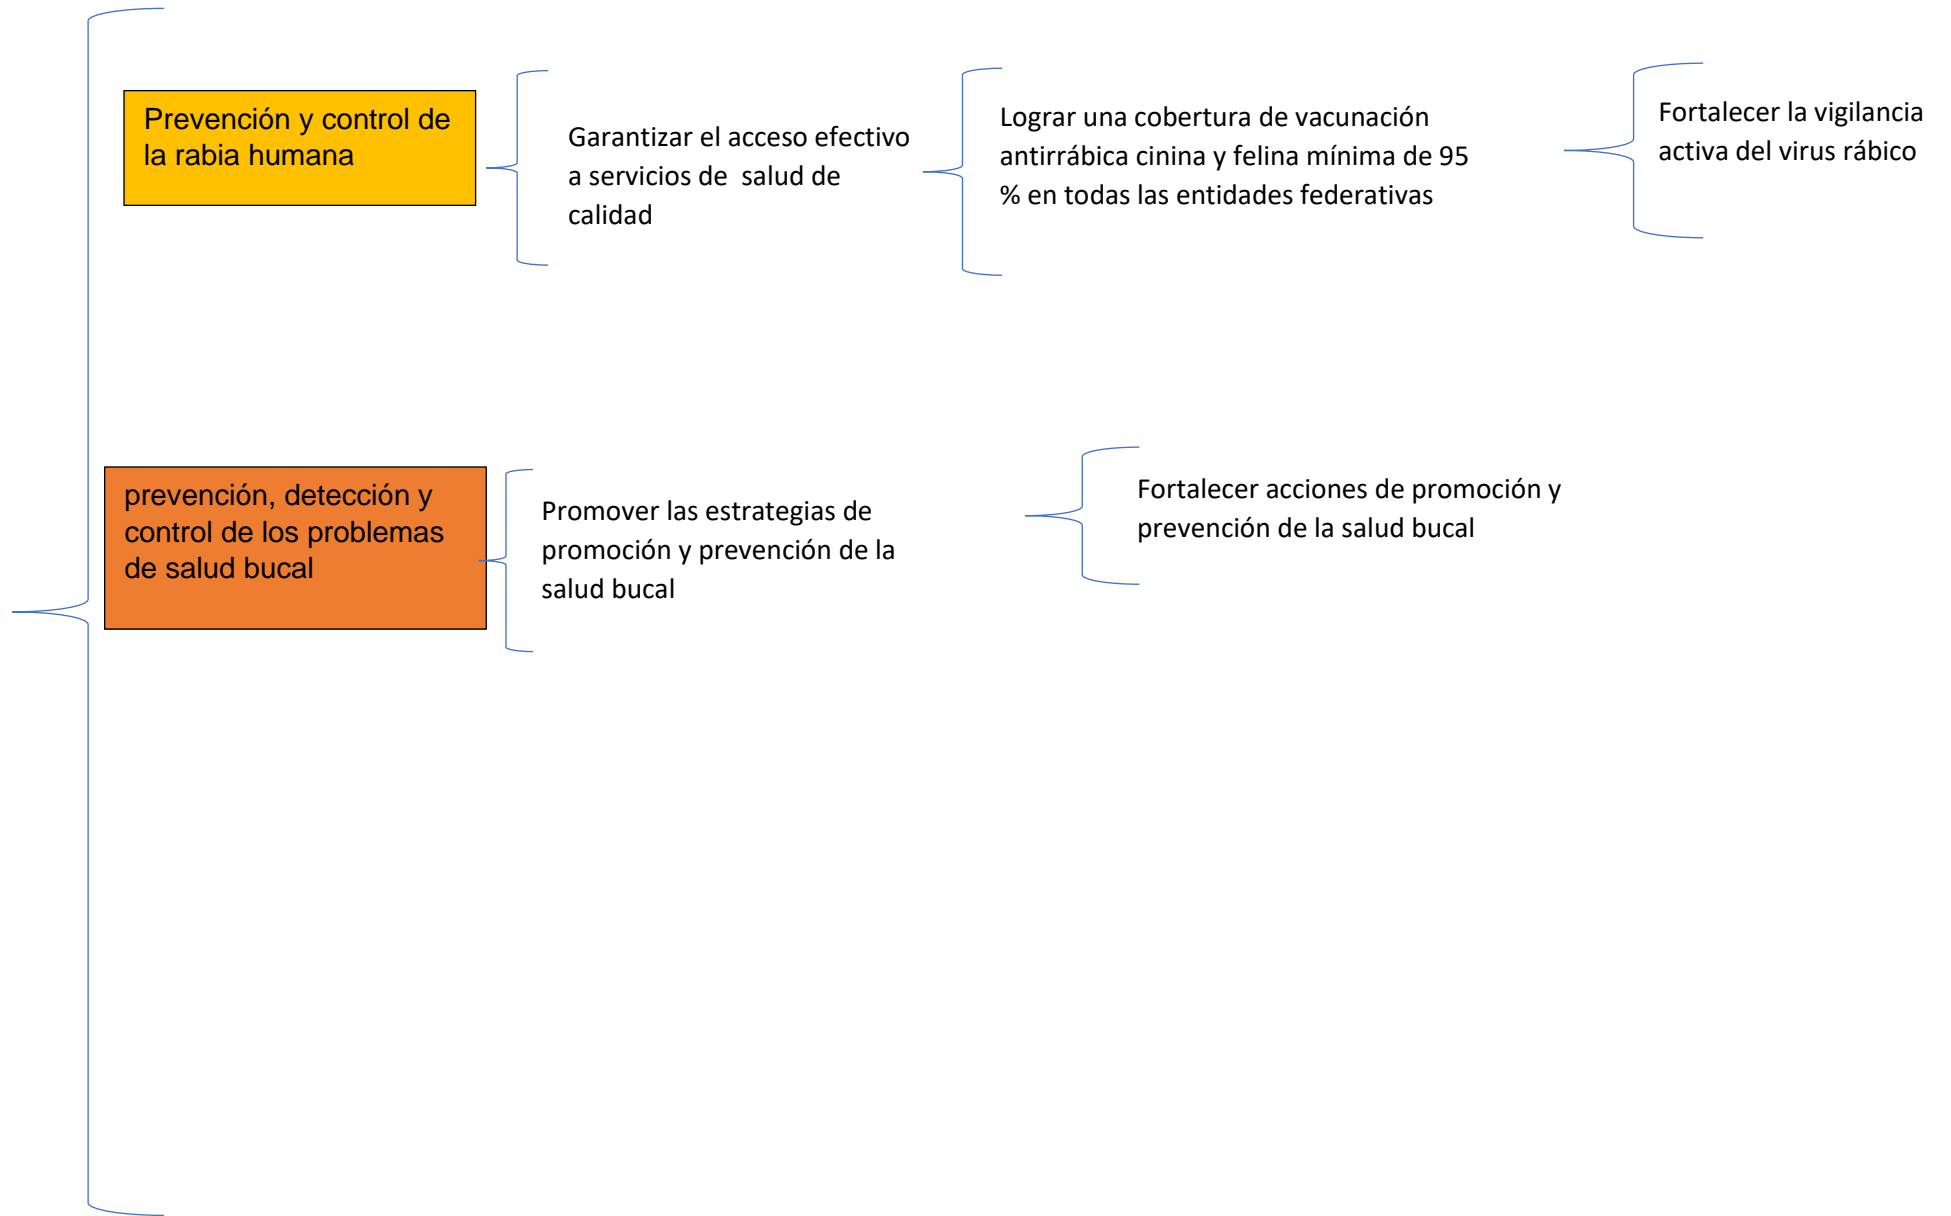 Prevención y control de
la rabia humana
Garantizar el acceso efectivo
a servicios de  salud de
calidad
Lograr una cobertura de vacunación
antirrábica cinina y felina mínima de 95
% en todas las entidades federativas
Fortalecer la vigilancia
activa del virus rábico
prevención, detección y
control de los problemas
de salud bucal
Promover las estrategias de
promoción y prevención de la
salud bucal
Fortalecer acciones de promoción y
prevención de la salud bucal